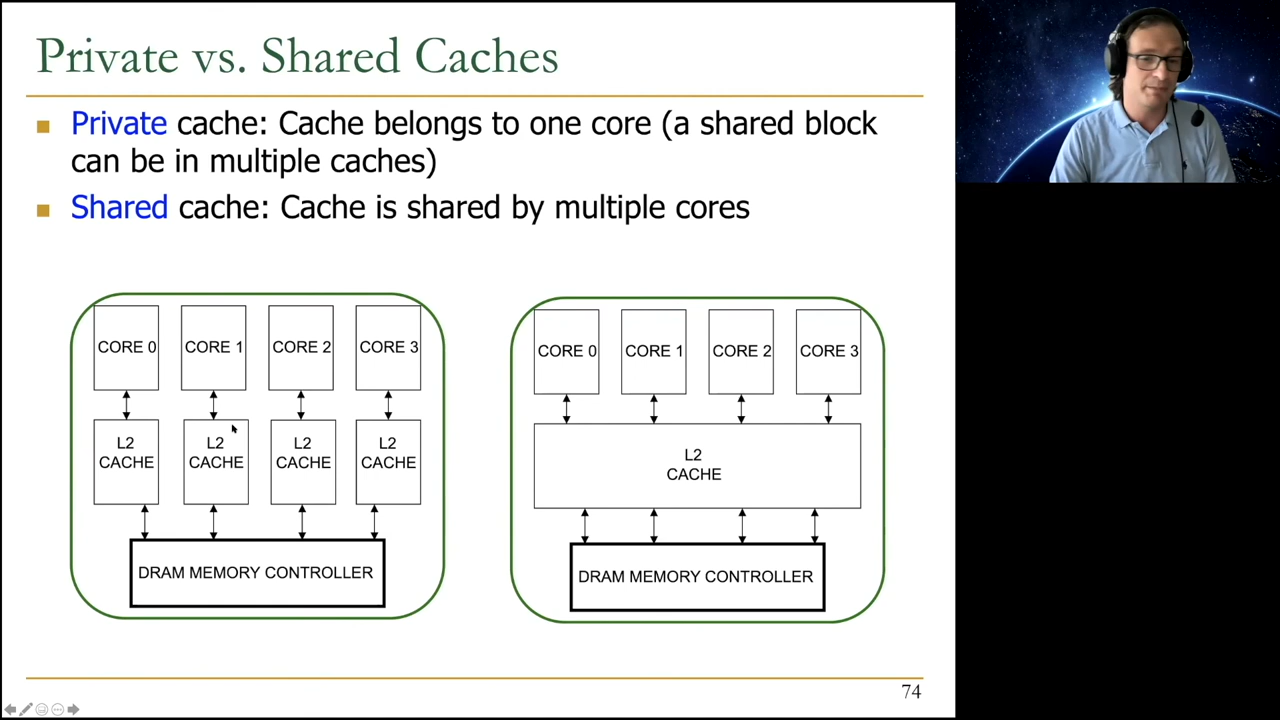 Private vs. Shared Caches
Private cache: Cache belongs to one core (a shared block
can be in multiple caches)
Shared cache: Cache is shared by multiple cores
CORE 0
CORE 1
CORE 2
CORE 3
L2
CACHE
L2
CACHE
L2
CACHE
L2
CACHE
DRAM MEMORY CONTROLLER
CORE 0
CORE 1
CORE 2
CORE 3
L2
CACHE
DRAM MEMORY CONTROLLER
74